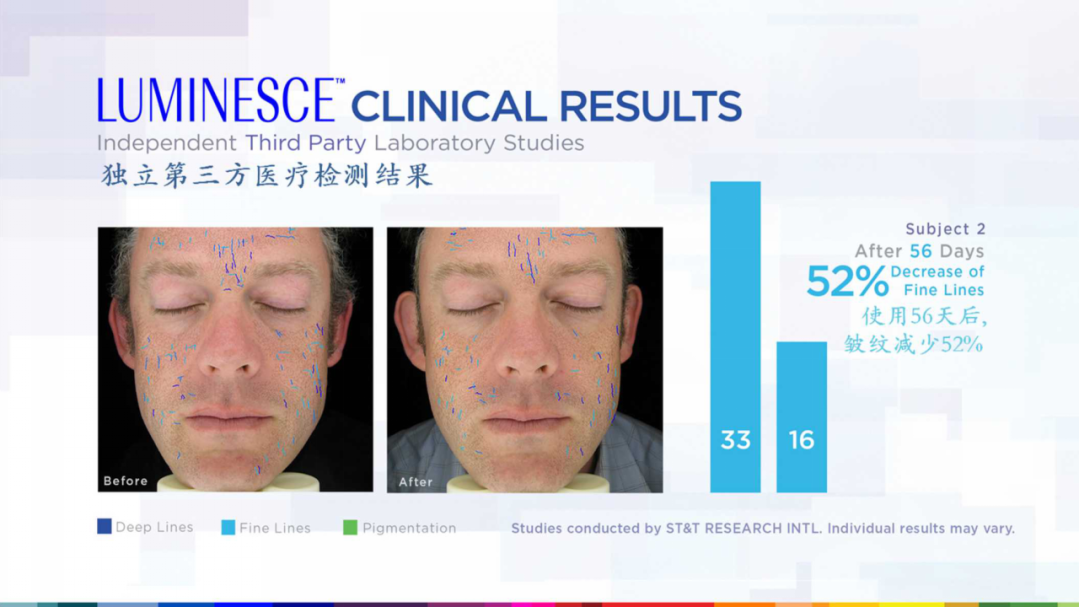 LUMINESCE™ CLINICAL RESULTS
Independent Third Party Laboratory Studies
独立第三方医疗检测结果
Before
After
33
16
Subject 2
After 56 Days
52% Decrease of
Fine Lines
使用56天后,
皱纹减少52%
Deep Lines
Fine Lines
Pigmentation
Studies conducted by ST&T RESEARCH INTL. Individual results may vary.